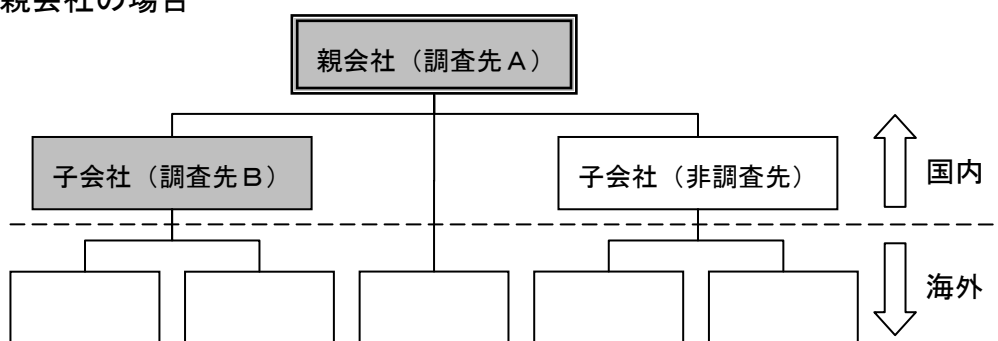 親会社の場合
親会社（調査先Ａ）
子会社（調査先Ｂ）
子会社（非調査先）
国内
海外